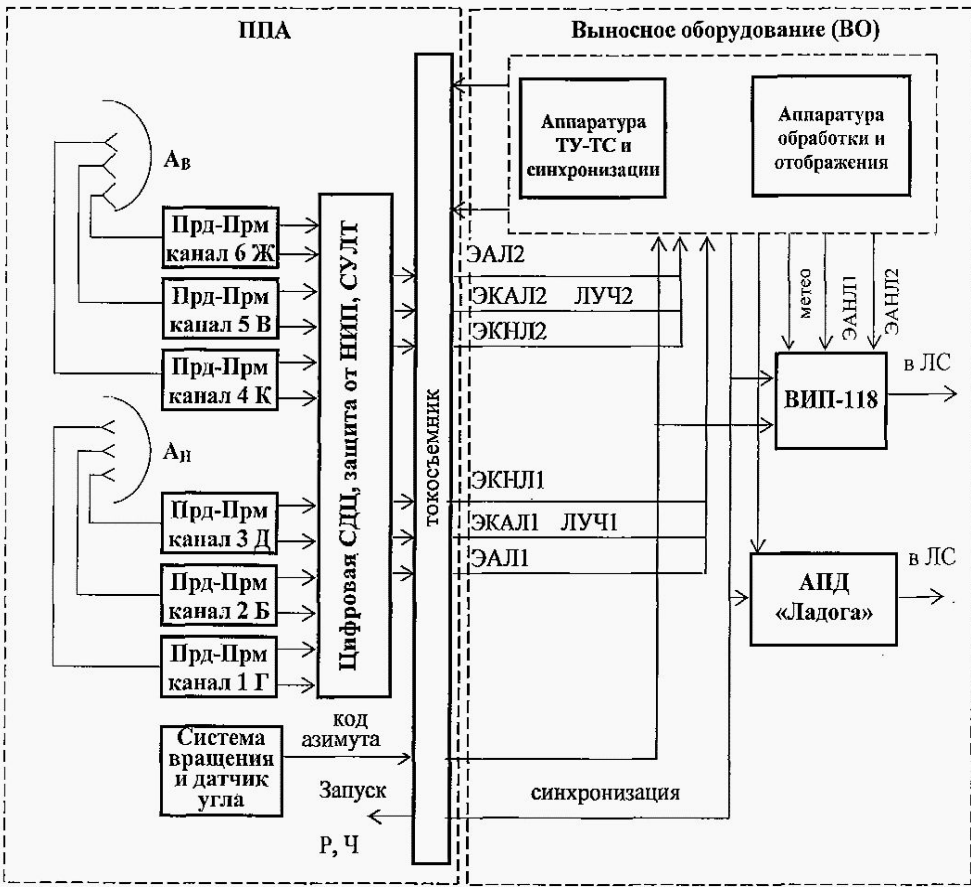 ППА
Выносное оборудование (ВО)
Аппаратура
ТУ-ТС и
синхронизации
Аппаратура
обработки и
отображения
АВ
Прд-Прм
канал 6 Ж
Прд-Прм
канал 5 В
Прд-Прм
канал 4 К
АН
Прд-Прм
канал 3 Д
Прд-Прм
канал 2 Б
Прд-Прм
канал 1 Г
Цифровая СДЦ, защита от НИП, СУЛТ
токосъемник
ЭАЛ2
ЭКАЛ2 ЛУЧ2
ЭКНЛ2
метео
ЭАНЛ1
ЭАНЛ2
ВИП-118
в ЛС
ЭКНЛ1
ЭКАЛ1 ЛУЧ1
ЭАЛ1
АПД
«Ладога»
в ЛС
Система
вращения
и датчик
угла
код
азимута
Запуск
Р, Ч
синхронизация